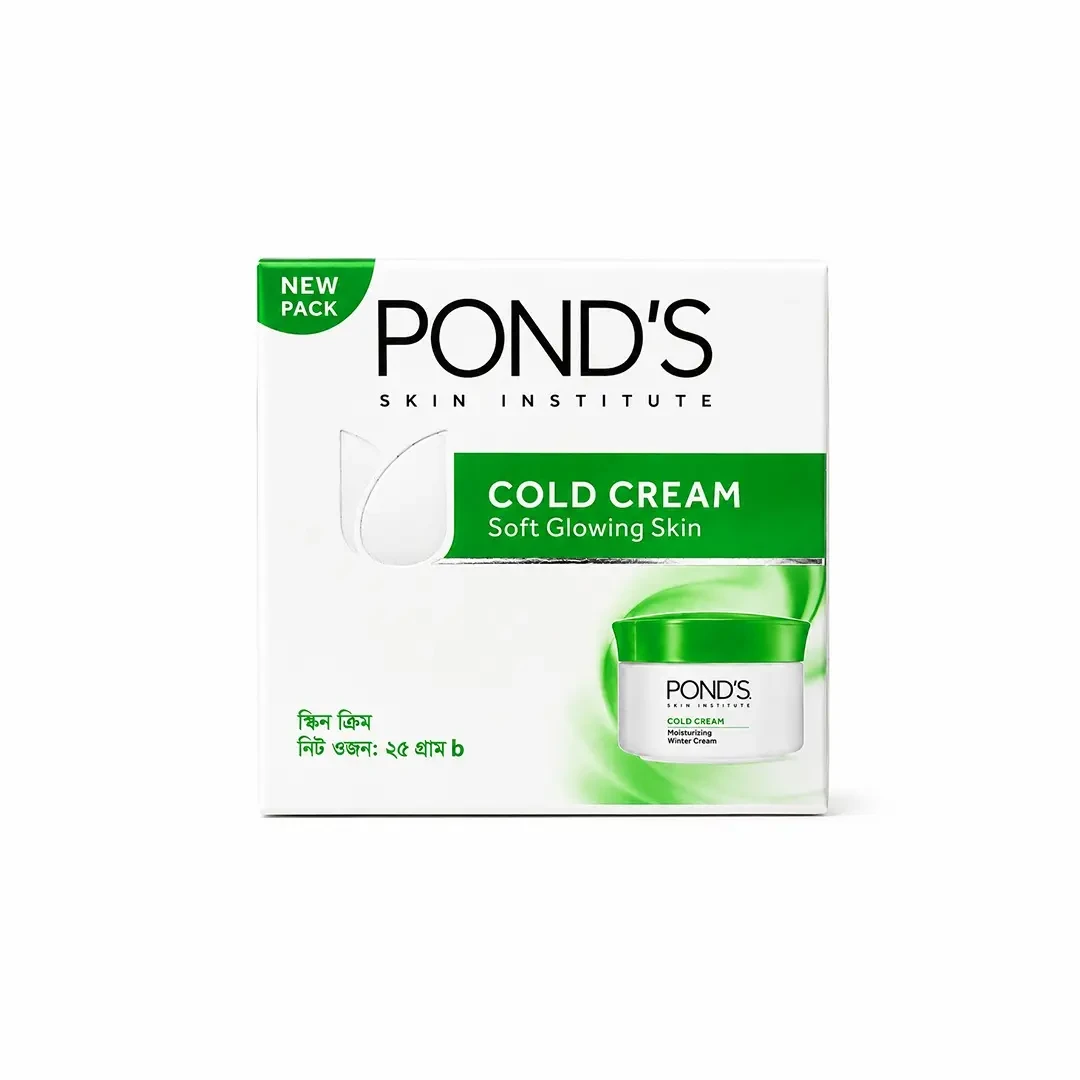 NEW
PACK
POND'S
SKIN INSTITUTE
COLD CREAM
Soft Glowing Skin
POND'S
SKIN INSTITUTE
COLD CREAM
Moisturizing
Winter Cream
স্কিন ক্রিম
নিট ওজন: ২৫ গ্রাম b